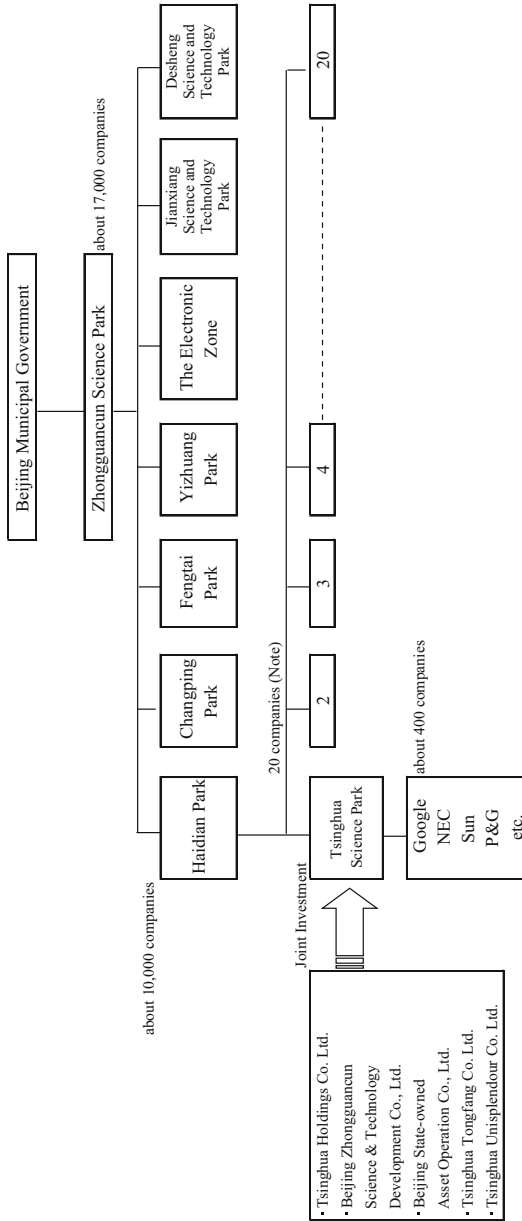 Beijing Municipal Government
Zhongguancun Science Park
about 17,000 companies
about 10,000 companies
Haidian Park
Changping
Park
Fengtai
Park
Yizhuang
Park
The Electronic
Zone
Jianxiang
Science and
Technology
Park
Desheng
Science and
Technology
Park
20 companies (Note)
Joint Investment
Tsinghua
Science Park
2
3
4
20
· Tsinghua Holdings Co. Ltd.
· Beijing Zhongguancun
Science & Technology
Development Co., Ltd.
· Beijing State-owned
Asset Operation Co., Ltd.
· Tsinghua Tongfang Co. Ltd.
· Tsinghua Unisplendour Co. Ltd.
about 400 companies
Google
NEC
Sun
P&G
etc.